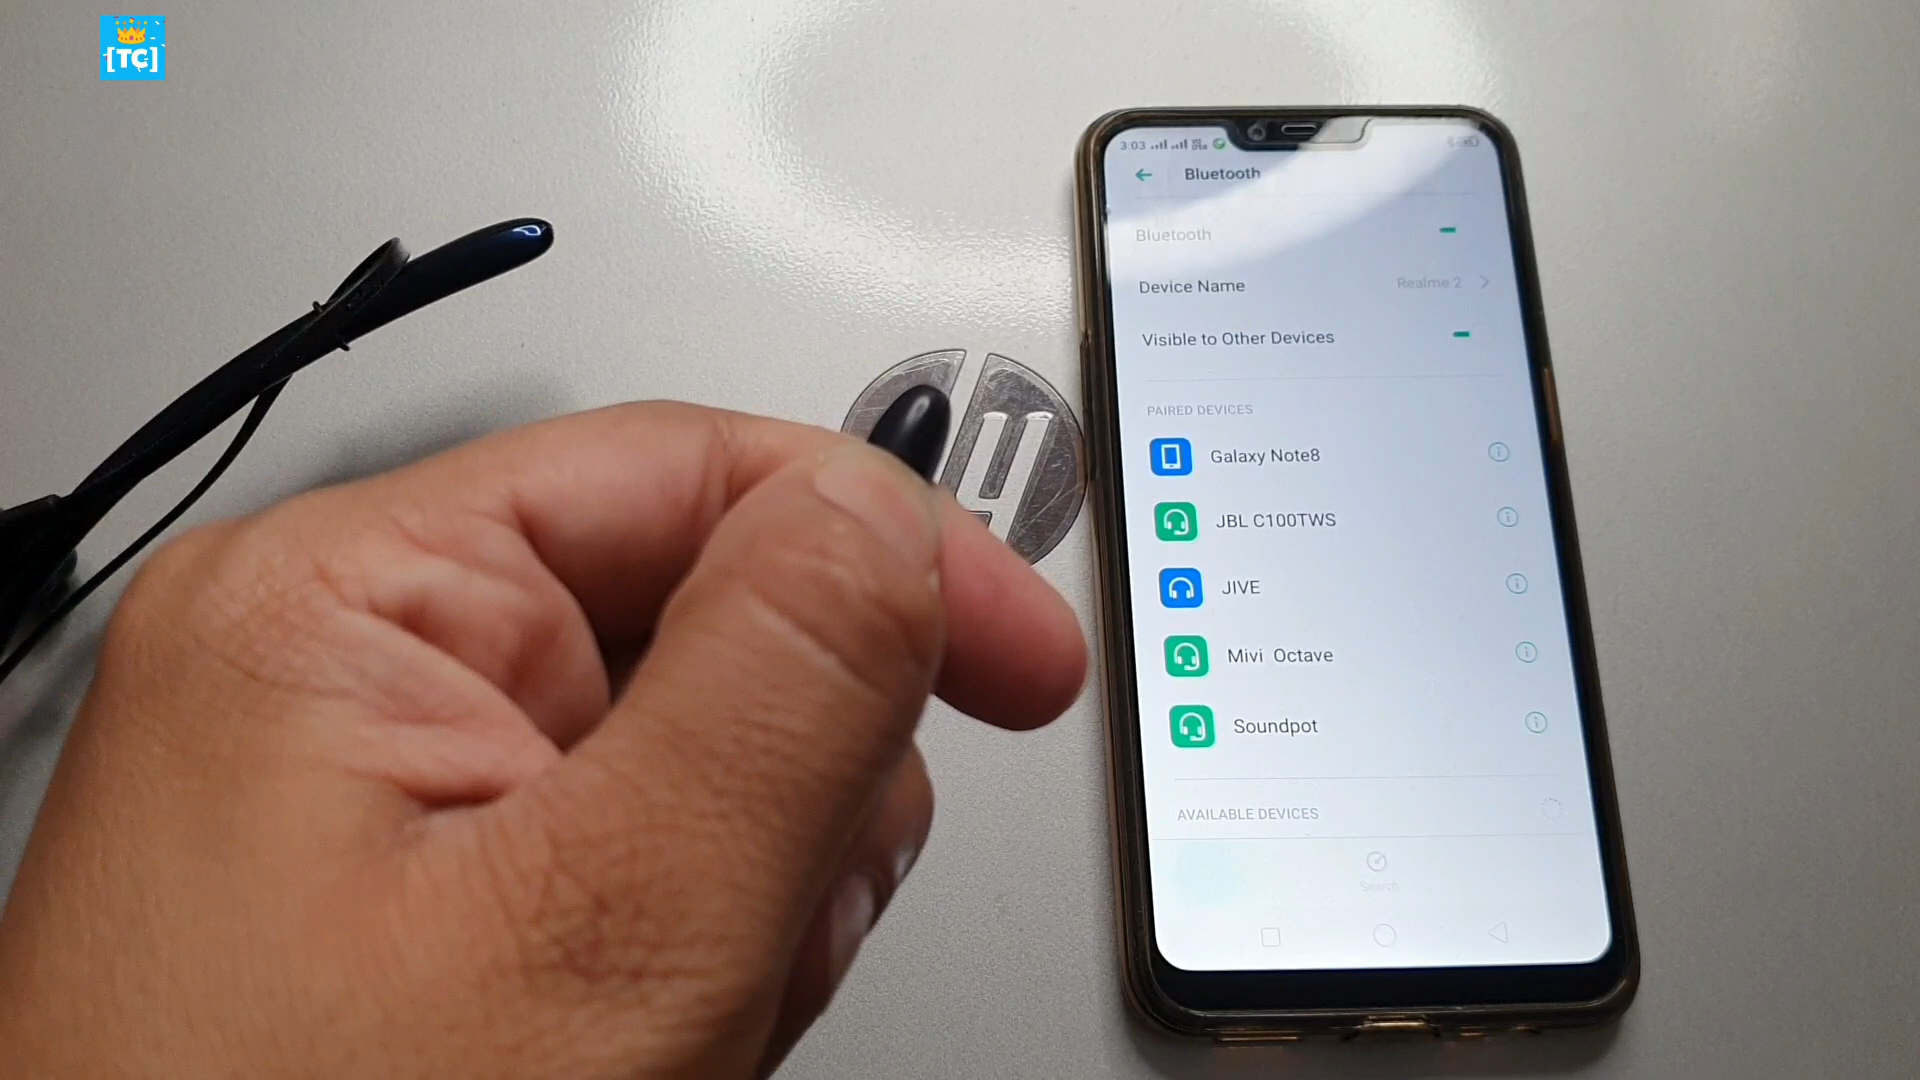 [TC]
3:03
Bluetooth
Bluetooth
Device Name Realme 2
Visible to Other Devices
PAIRED DEVICES
Galaxy Note8
JBL C100TWS
JIVE
Mivi Octave
Soundpot
AVAILABLE DEVICES
Search